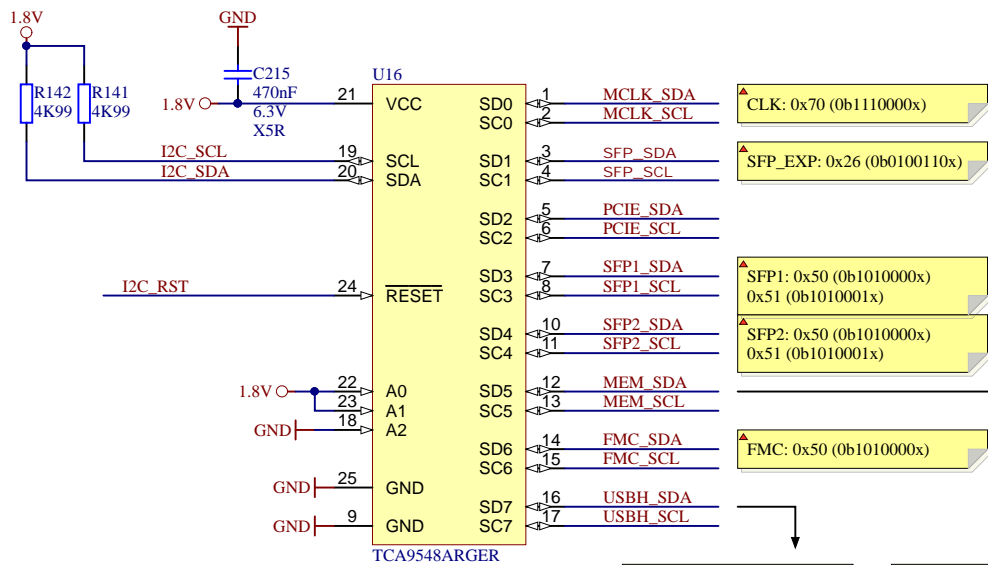 1.8V
GND
R142
4K99
R141
4K99
C215
470nF
6.3V
X5R
1.8V
U16
21
VCC
I2C_SCL
19
SCL
I2C_SDA
20
SDA
I2C_RST
24
RESET
1.8V
22
A0
23
A1
GND
18
A2
GND
25
GND
GND
9
GND
SD0
1
MCLK_SDA
SC0
2
MCLK_SCL
SD1
3
SFP_SDA
SC1
4
SFP_SCL
SD2
5
PCIE_SDA
SC2
6
PCIE_SCL
SD3
7
SFP1_SDA
SC3
8
SFP1_SCL
SD4
10
SFP2_SDA
SC4
11
SFP2_SCL
SD5
12
MEM_SDA
SC5
13
MEM_SCL
SD6
14
FMC_SDA
SC6
15
FMC_SCL
SD7
16
USBH_SDA
SC7
17
USBH_SCL
TCA9548ARGER
CLK: 0x70 (0b1110000x)
SFP_EXP: 0x26 (0b0100110x)
SFP1: 0x50 (0b1010000x)
0x51 (0b1010001x)
SFP2: 0x50 (0b1010000x)
0x51 (0b1010001x)
FMC: 0x50 (0b1010000x)